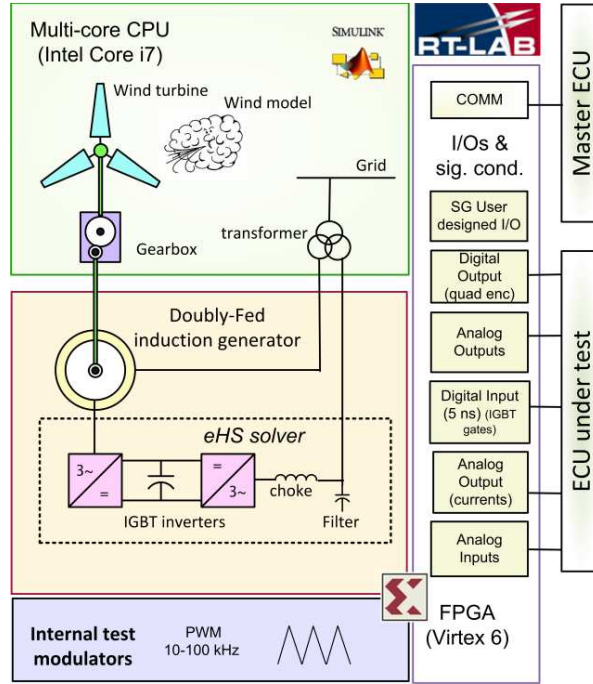 Multi-core CPU
(Intel Core i7)
SIMULINK
Wind turbine
Wind model
Grid
transformer
Gearbox
Doubly-Fed
induction generator
eHS solver
3~
=
=
3~
choke
IGBT inverters
Filter
Internal test
modulators
PWM
10-100 kHz
RT-LAB
COMM
I/Os &
sig. cond.
SG User
designed I/O
Digital
Output
(quad enc)
Analog
Outputs
Digital Input
(5 ns) (IGBT
gates)
Analog
Output
(currents)
Analog
Inputs
FPGA
(Virtex 6)
Master ECU
ECU under test